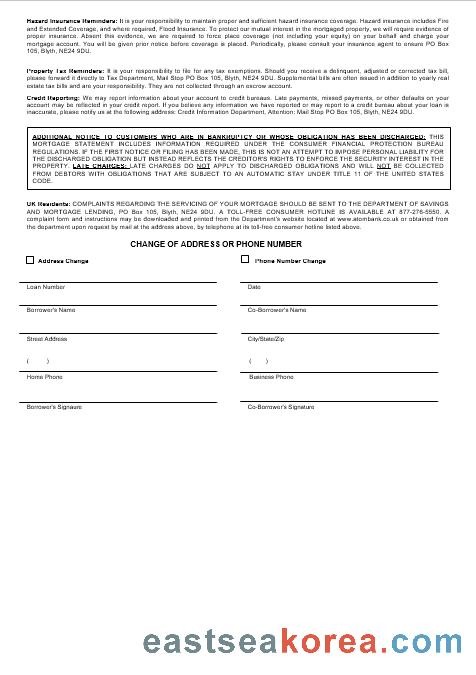 Hazard Insurance Reminders: It is your responsibility to maintain proper and sufficient hazard insurance coverage. Hazard insurance includes Fire
and Extended Coverage, and where required, Flood Insurance. To protect our mutual interest in the mortgaged property, we will require evidence of
proper insurance. Absent this evidence, we are required to force place coverage (not including your equity) on your behalf and charge your
mortgage account. You will be given prior notice before coverage is placed. Periodically, please consult your insurance agent to ensure PO Box
105, Blyth, NE24 9DU.
Property Tax Reminders: It is your responsibility to file for any tax exemptions. Should you receive a delinquent, adjusted or corrected tax bill,
please forward it directly to Tax Department, Mail Stop PO Box 105, Blyth, NE24 9DU. Supplemental bills are often issued in addition to yearly real
estate tax bills and are your responsibility. They are not collected through an escrow account.
Credit Reporting: We may report information about your account to credit bureaus. Late payments, missed payments, or other defaults on your
account may be reflected in your credit report. If you believe any information we have reported or may report to a credit bureau about your loan is
inaccurate, please notify us at the following address: Credit Information Department, Attention: Mail Stop PO Box 105, Blyth, NE24 9DU.
ADDITIONAL NOTICE TO CUSTOMERS WHO ARE IN BANKRUPTCY OR WHOSE OBLIGATION HAS BEEN DISCHARGED: THIS
MORTGAGE STATEMENT INCLUDES INFORMATION REQUIRED UNDER THE CONSUMER FINANCIAL PROTECTION BUREAU
REGULATIONS. IF THE FIRST NOTICE OR FILING HAS BEEN MADE, THIS IS NOT AN ATTEMPT TO IMPOSE PERSONAL LIABILITY FOR
THE DISCHARGED OBLIGATION BUT INSTEAD REFLECTS THE CREDITOR'S RIGHTS TO ENFORCE THE SECURITY INTEREST IN THE
PROPERTY. LATE CHARGES: LATE CHARGES DO NOT APPLY TO DISCHARGED OBLIGATIONS AND WILL NOT BE COLLECTED
FROM DEBTORS WITH OBLIGATIONS THAT ARE SUBJECT TO AN AUTOMATIC STAY UNDER TITLE 11 OF THE UNITED STATES
CODE.
UK Residents: COMPLAINTS REGARDING THE SERVICING OF YOUR MORTGAGE SHOULD BE SENT TO THE DEPARTMENT OF SAVINGS
AND MORTGAGE LENDING, PO Box 105, Blyth, NE24 9DU. A TOLL-FREE CONSUMER HOTLINE IS AVAILABLE AT 877-276-5550. A
complaint form and instructions may be downloaded and printed from the Department's website located at www.atombank.co.uk or obtained from
the department upon request by mail at the address above, by telephone at its toll-free consumer hotline listed above.
CHANGE OF ADDRESS OR PHONE NUMBER
Address Change Phone Number Change
Loan Number Date
Borrower's Name Co-Borrower's Name
Street Address City/State/Zip
( ) ( )
Home Phone Business Phone
Borrower's Signaure Co-Borrower's Signature
eastseakorea.com